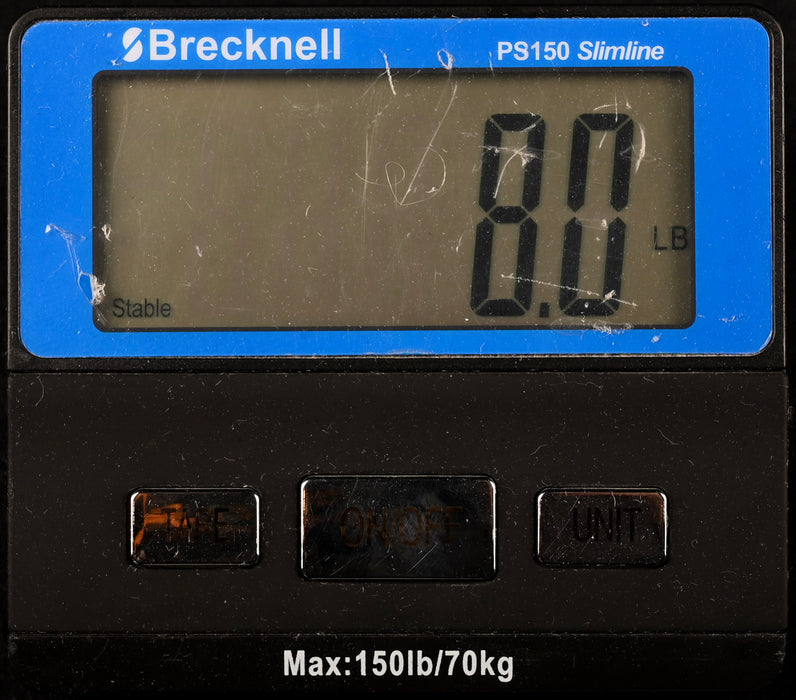 Brecknell
PS150 Slimline
8.0 LB
Stable
TARE ON/OFF UNIT
Max:150lb/70kg